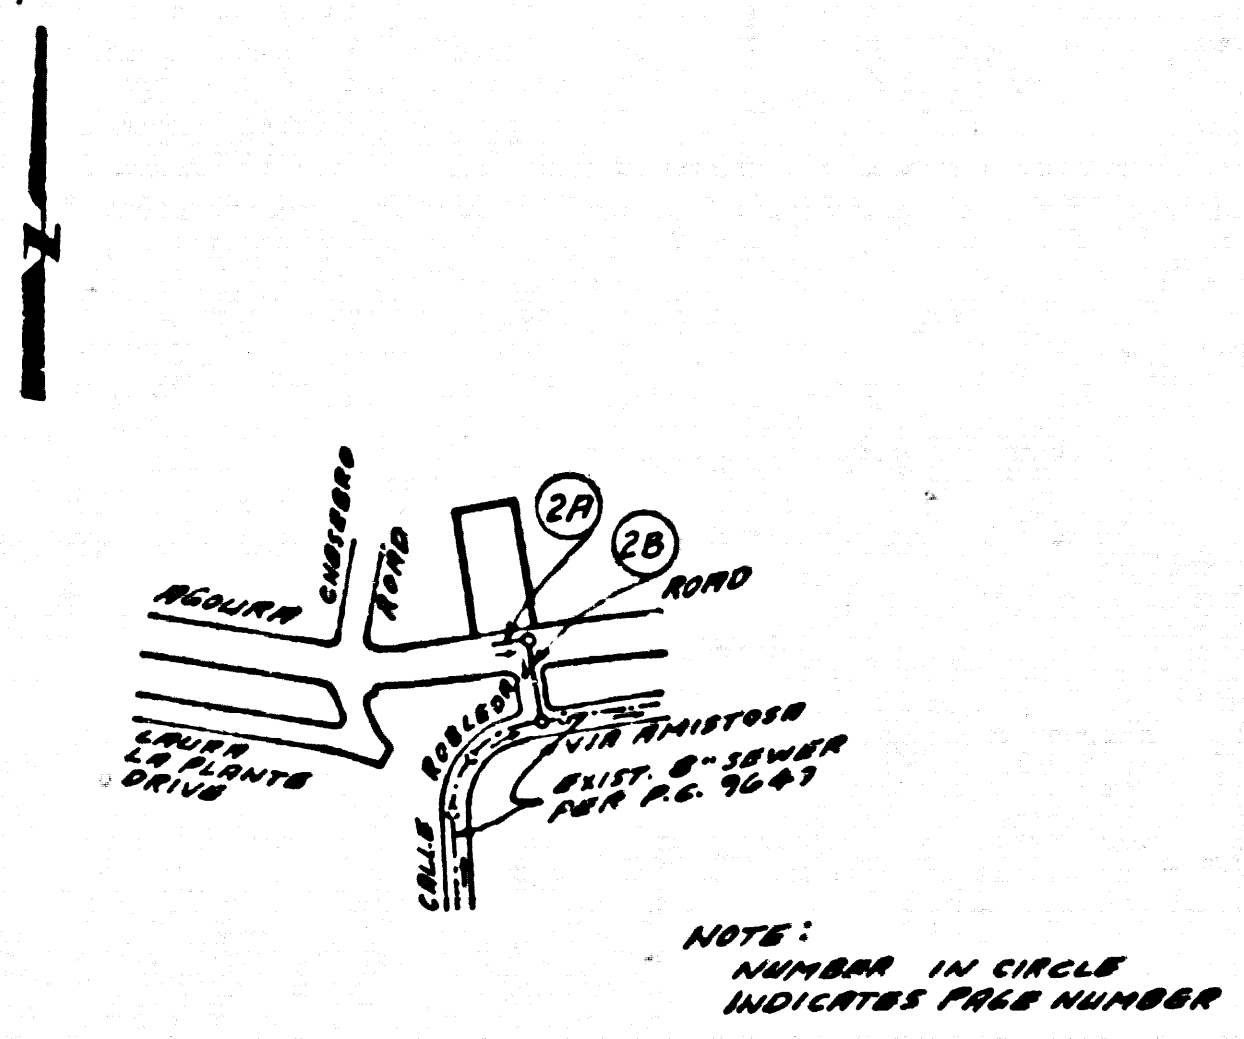 CHESEBRO
ROAD
AGOURA
ROAD
2A
2B
LAURA
LA PLANTE
DRIVE
CALLE
ROBLEDA
VIA AMISTOSA
EXIST. 8" SEWER
PER P.C. 9647
NOTE:
NUMBER IN CIRCLE
INDICATES PAGE NUMBER